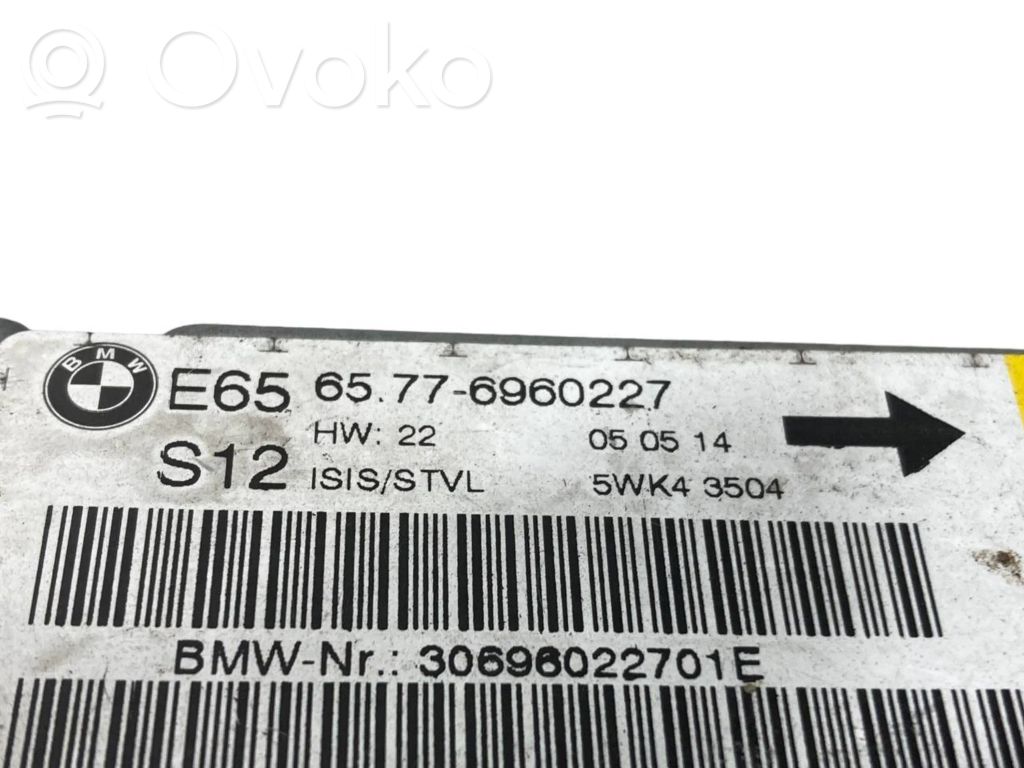 Ovoko
BMW
E65 65.77-6960227
HW: 22 05 05 14
S12 ISIS/STVL 5WK4 3504
BMW-Nr.: 30696022701E